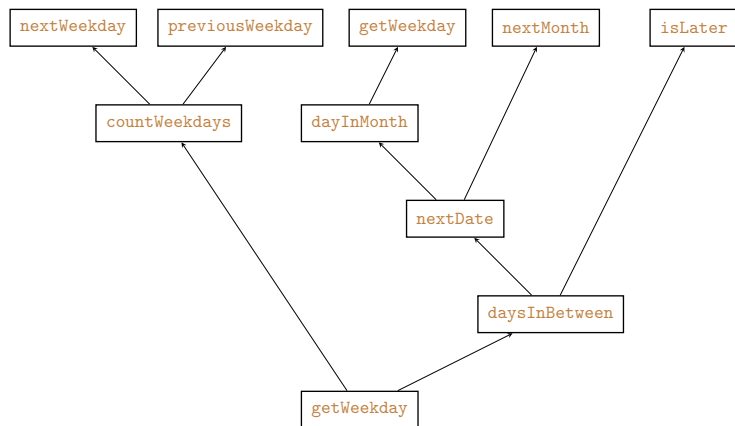 nextWeekday
previousWeekday
getWeekday
nextMonth
isLater
countWeekdays
dayInMonth
nextDate
daysInBetween
getWeekday